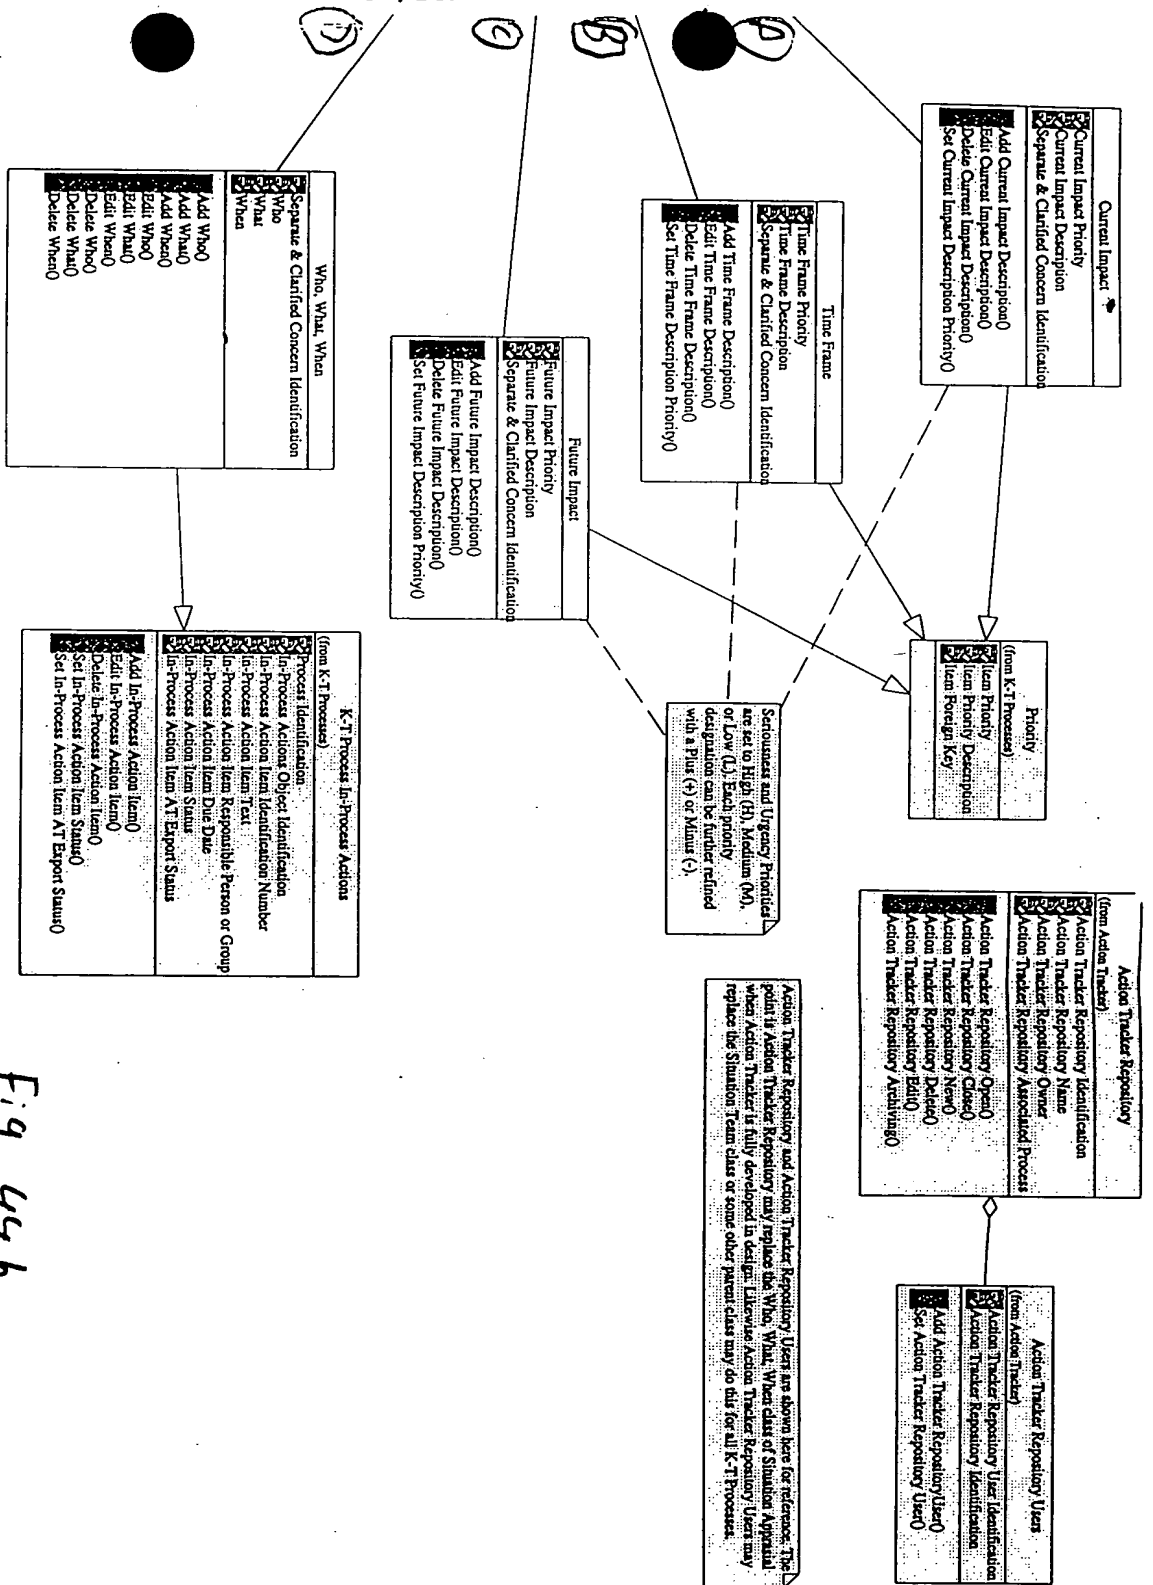 A
B
C
D
Current Impact
Current Impact Priority
Current Impact Description
Separate & Clarified Concern Identification
Add Current Impact Description()
Edit Current Impact Description()
Delete Current Impact Description()
Set Current Impact Description Priority()
Time Frame
Time Frame Priority
Time Frame Description
Separate & Clarified Concern Identification
Add Time Frame Description()
Edit Time Frame Description()
Delete Time Frame Description()
Set Time Frame Description Priority()
Future Impact
Future Impact Priority
Future Impact Description
Separate & Clarified Concern Identification
Add Future Impact Description()
Edit Future Impact Description()
Delete Future Impact Description()
Set Future Impact Description Priority()
Who, What, When
Separate & Clarified Concern Identification
Who
What
When
Add Who()
Add What()
Add When()
Edit Who()
Edit What()
Edit When()
Delete Who()
Delete What()
Delete When()
Priority
(from K-T Processes)
Item Priority
Item Priority Description
Item Foreign Key
Seriousness and Urgency Priorities
are set to High (H), Medium (M),
or Low (L). Each priority
designation can be further refined
with a Plus (+) or Minus (-).
K-T Process In-Process Actions
(from K-T Processes)
Process Identification
In-Process Actions Object Identification
In-Process Action Item Identification Number
In-Process Action Item Text
In-Process Action Item Responsible Person or Group
In-Process Action Item Due Date
In-Process Action Item Status
In-Process Action Item AT Export Status
Add In-Process Action Item()
Edit In-Process Action Item()
Delete In-Process Action Item()
Set In-Process Action Item Status()
Set In-Process Action Item AT Export Status()
Action Tracker Repository
(from Action Tracker)
Action Tracker Repository Identification
Action Tracker Repository Name
Action Tracker Repository Owner
Action Tracker Repository Associated Process
Action Tracker Repository Open()
Action Tracker Repository Close()
Action Tracker Repository New()
Action Tracker Repository Delete()
Action Tracker Repository Edit()
Action Tracker Repository Archiving()
Action Tracker Repository Users
(from Action Tracker)
Action Tracker Repository User Identification
Action Tracker Repository Identification
Add Action Tracker RepositoryUser()
Set Action Tracker Repository User()
Action Tracker Repository and Action Tracker Repository Users are shown here for reference. The
point is Action Tracker Repository may replace the Who, What, When class of Situation Appraisal
when Action Tracker is fully developed in design. Likewise Action Tracker Repository Users may
replace the Situation Team class or some other parent class may do this for all K-T Processes.
Fig 44b